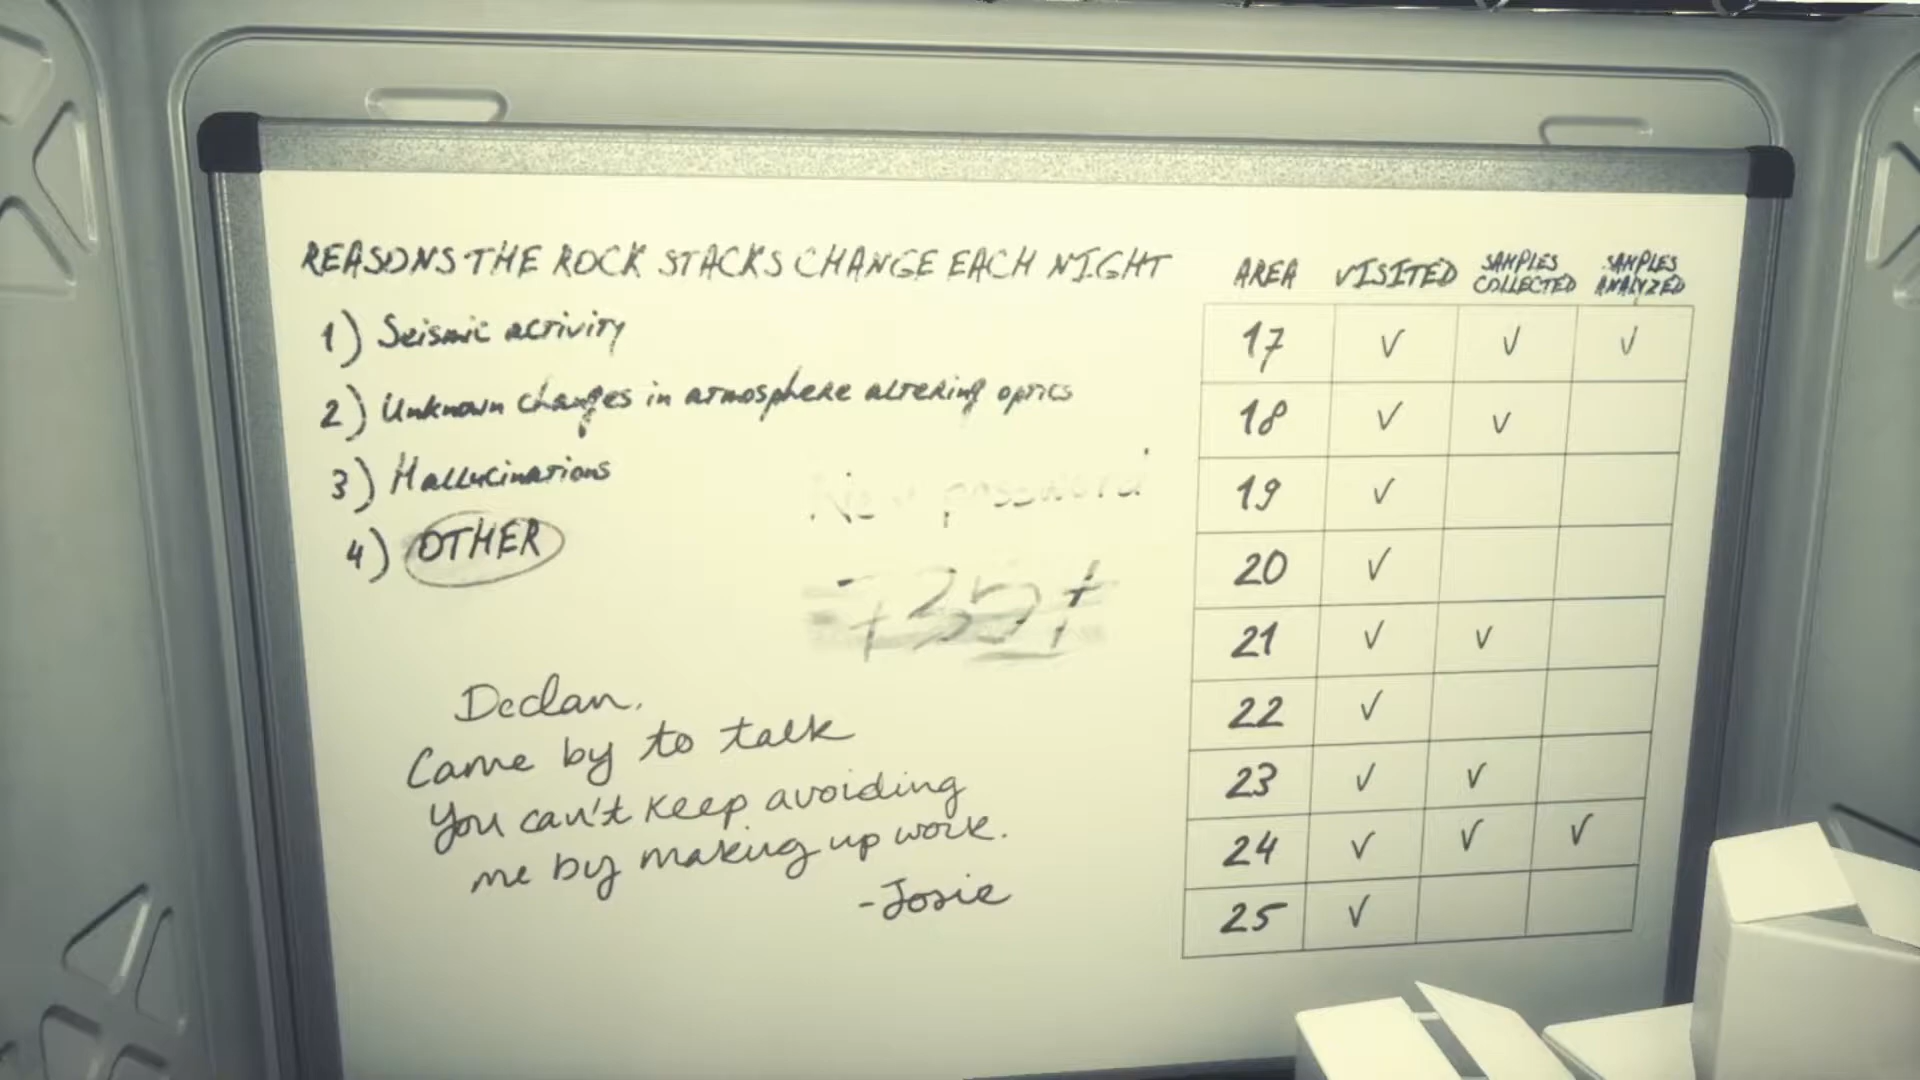 REASONS THE ROCK STACKS CHANGE EACH NIGHT
1) Seismic activity
2) Unknown changes in atmosphere altering optics
3) Hallucinations
4) OTHER
New password
Declan.
Came by to talk
You can't keep avoiding
me by making up work.
-Josie
AREA VISITED SAMPLES COLLECTED SAMPLES ANALYZED
17 ✓ ✓ ✓
18 ✓ ✓
19 ✓
20 ✓
21 ✓ ✓
22 ✓
23 ✓ ✓
24 ✓ ✓ ✓
25 ✓